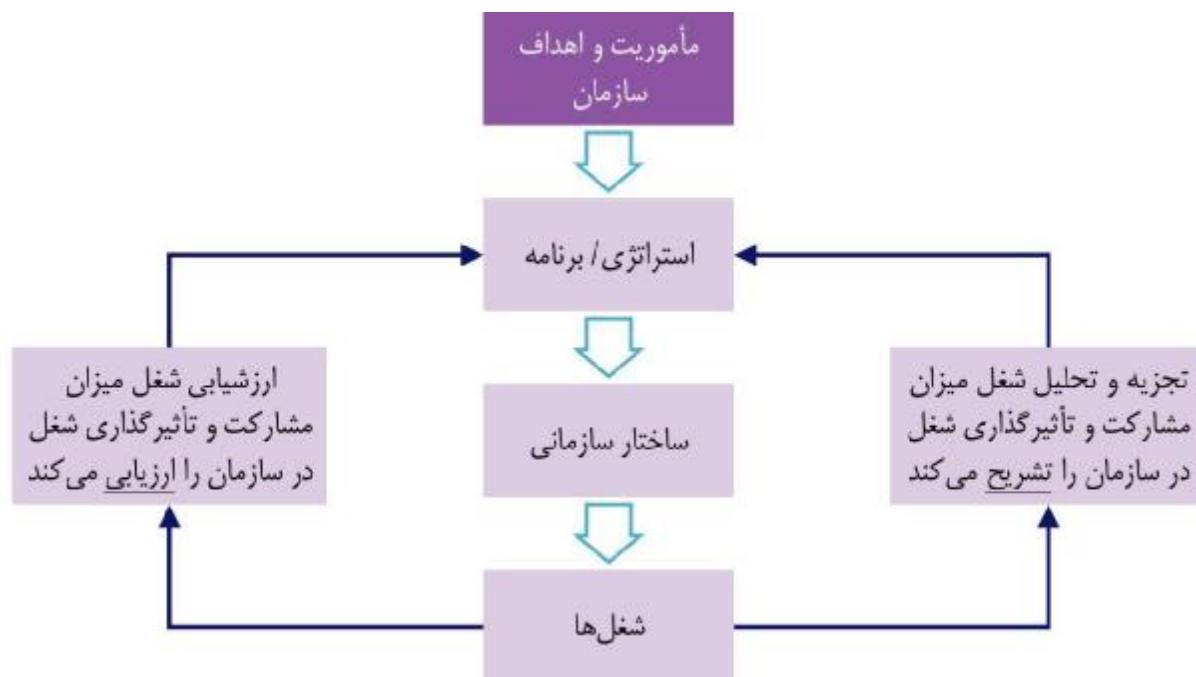 مأموریت و اهداف
سازمان
استراتژی/ برنامه
تجزیه و تحلیل شغل میزان
مشارکت و تأثیرگذاری شغل
در سازمان را تشریح می‌کند
ارزشیابی شغل میزان
مشارکت و تأثیرگذاری شغل
در سازمان را ارزیابی می‌کند
ساختار سازمانی
شغل‌ها